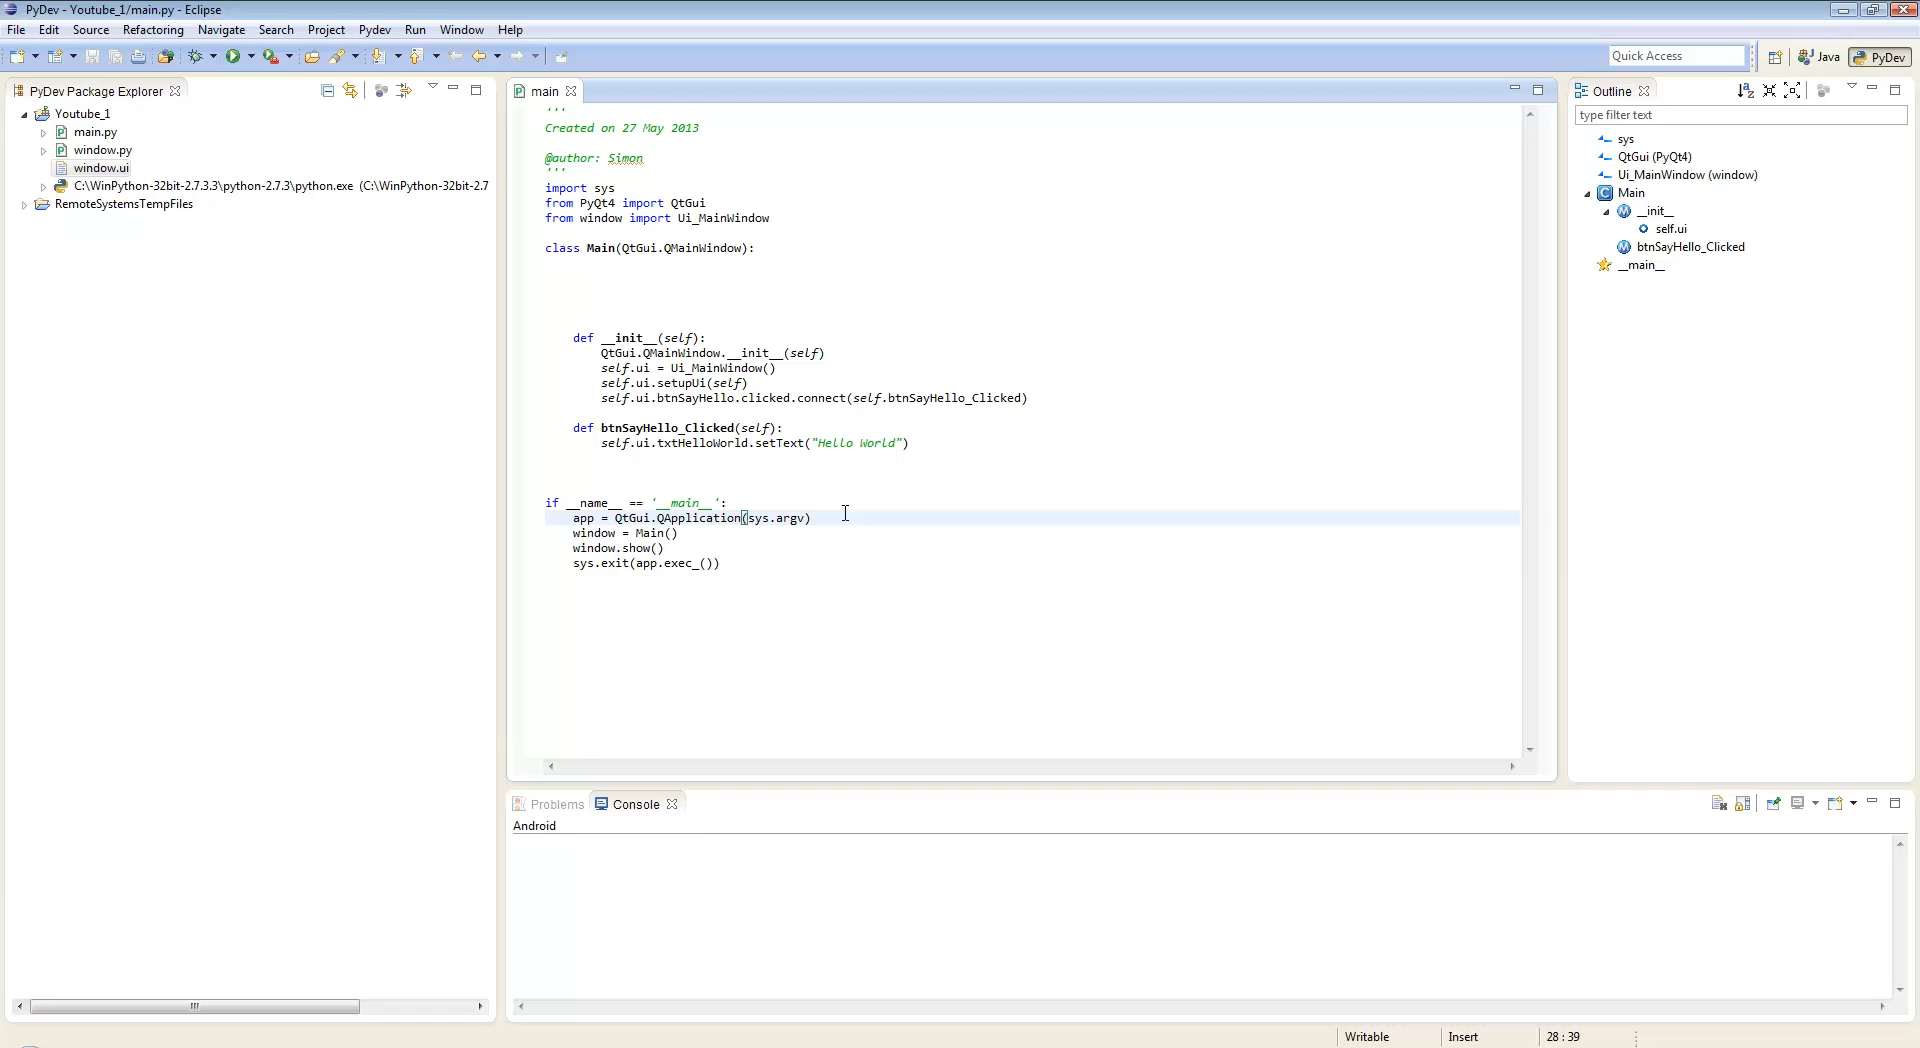 PyDev - Youtube_1/main.py - Eclipse
File Edit Source Refactoring Navigate Search Project Pydev Run Window Help
Quick Access
Java
PyDev
PyDev Package Explorer
Youtube_1
main.py
window.py
window.ui
C:\WinPython-32bit-2.7.3.3\python-2.7.3\python.exe (C:\WinPython-32bit-2.7
RemoteSystemsTempFiles
main
'''
Created on 27 May 2013
@author: Simon
'''
import sys
from PyQt4 import QtGui
from window import Ui_MainWindow
class Main(QtGui.QMainWindow):
def __init__(self):
QtGui.QMainWindow.__init__(self)
self.ui = Ui_MainWindow()
self.ui.setupUi(self)
self.ui.btnSayHello.clicked.connect(self.btnSayHello_Clicked)
def btnSayHello_Clicked(self):
self.ui.txtHelloWorld.setText("Hello World")
if __name__ == '__main__':
app = QtGui.QApplication(sys.argv)
window = Main()
window.show()
sys.exit(app.exec_())
Outline
type filter text
sys
QtGui (PyQt4)
Ui_MainWindow (window)
Main
__init__
self.ui
btnSayHello_Clicked
__main__
Problems
Console
Android
Writable
Insert
28 : 39